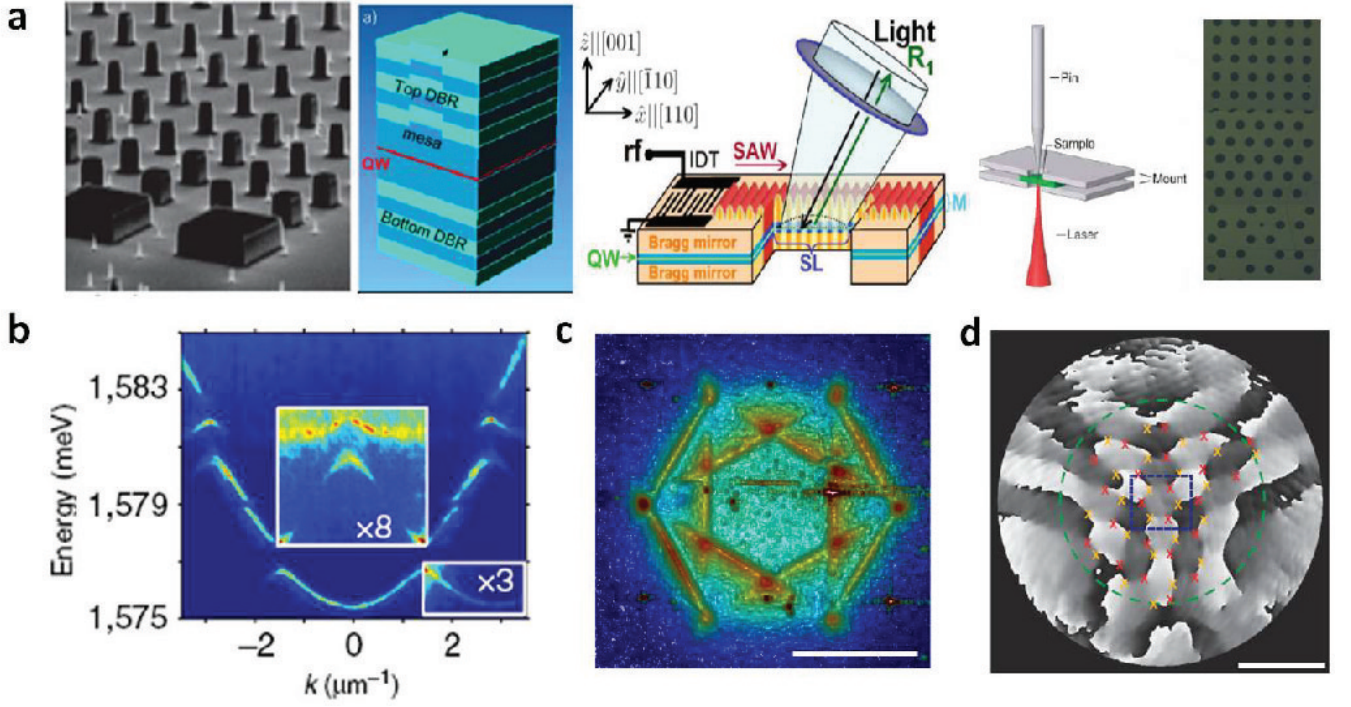 a
a)
Top DBR
mesa
QW
Bottom DBR
ẑ||[001]
ŷ||[1̄10]
x̂||[110]
rf
IDT
SAW
Light
R₁
M
Bragg mirror
QW
Bragg mirror
SL
Pin
Sample
Mount
Laser
b
Energy (meV)
1,583
1,579
1,575
×8
×3
−2
0
2
k (μm⁻¹)
c
d